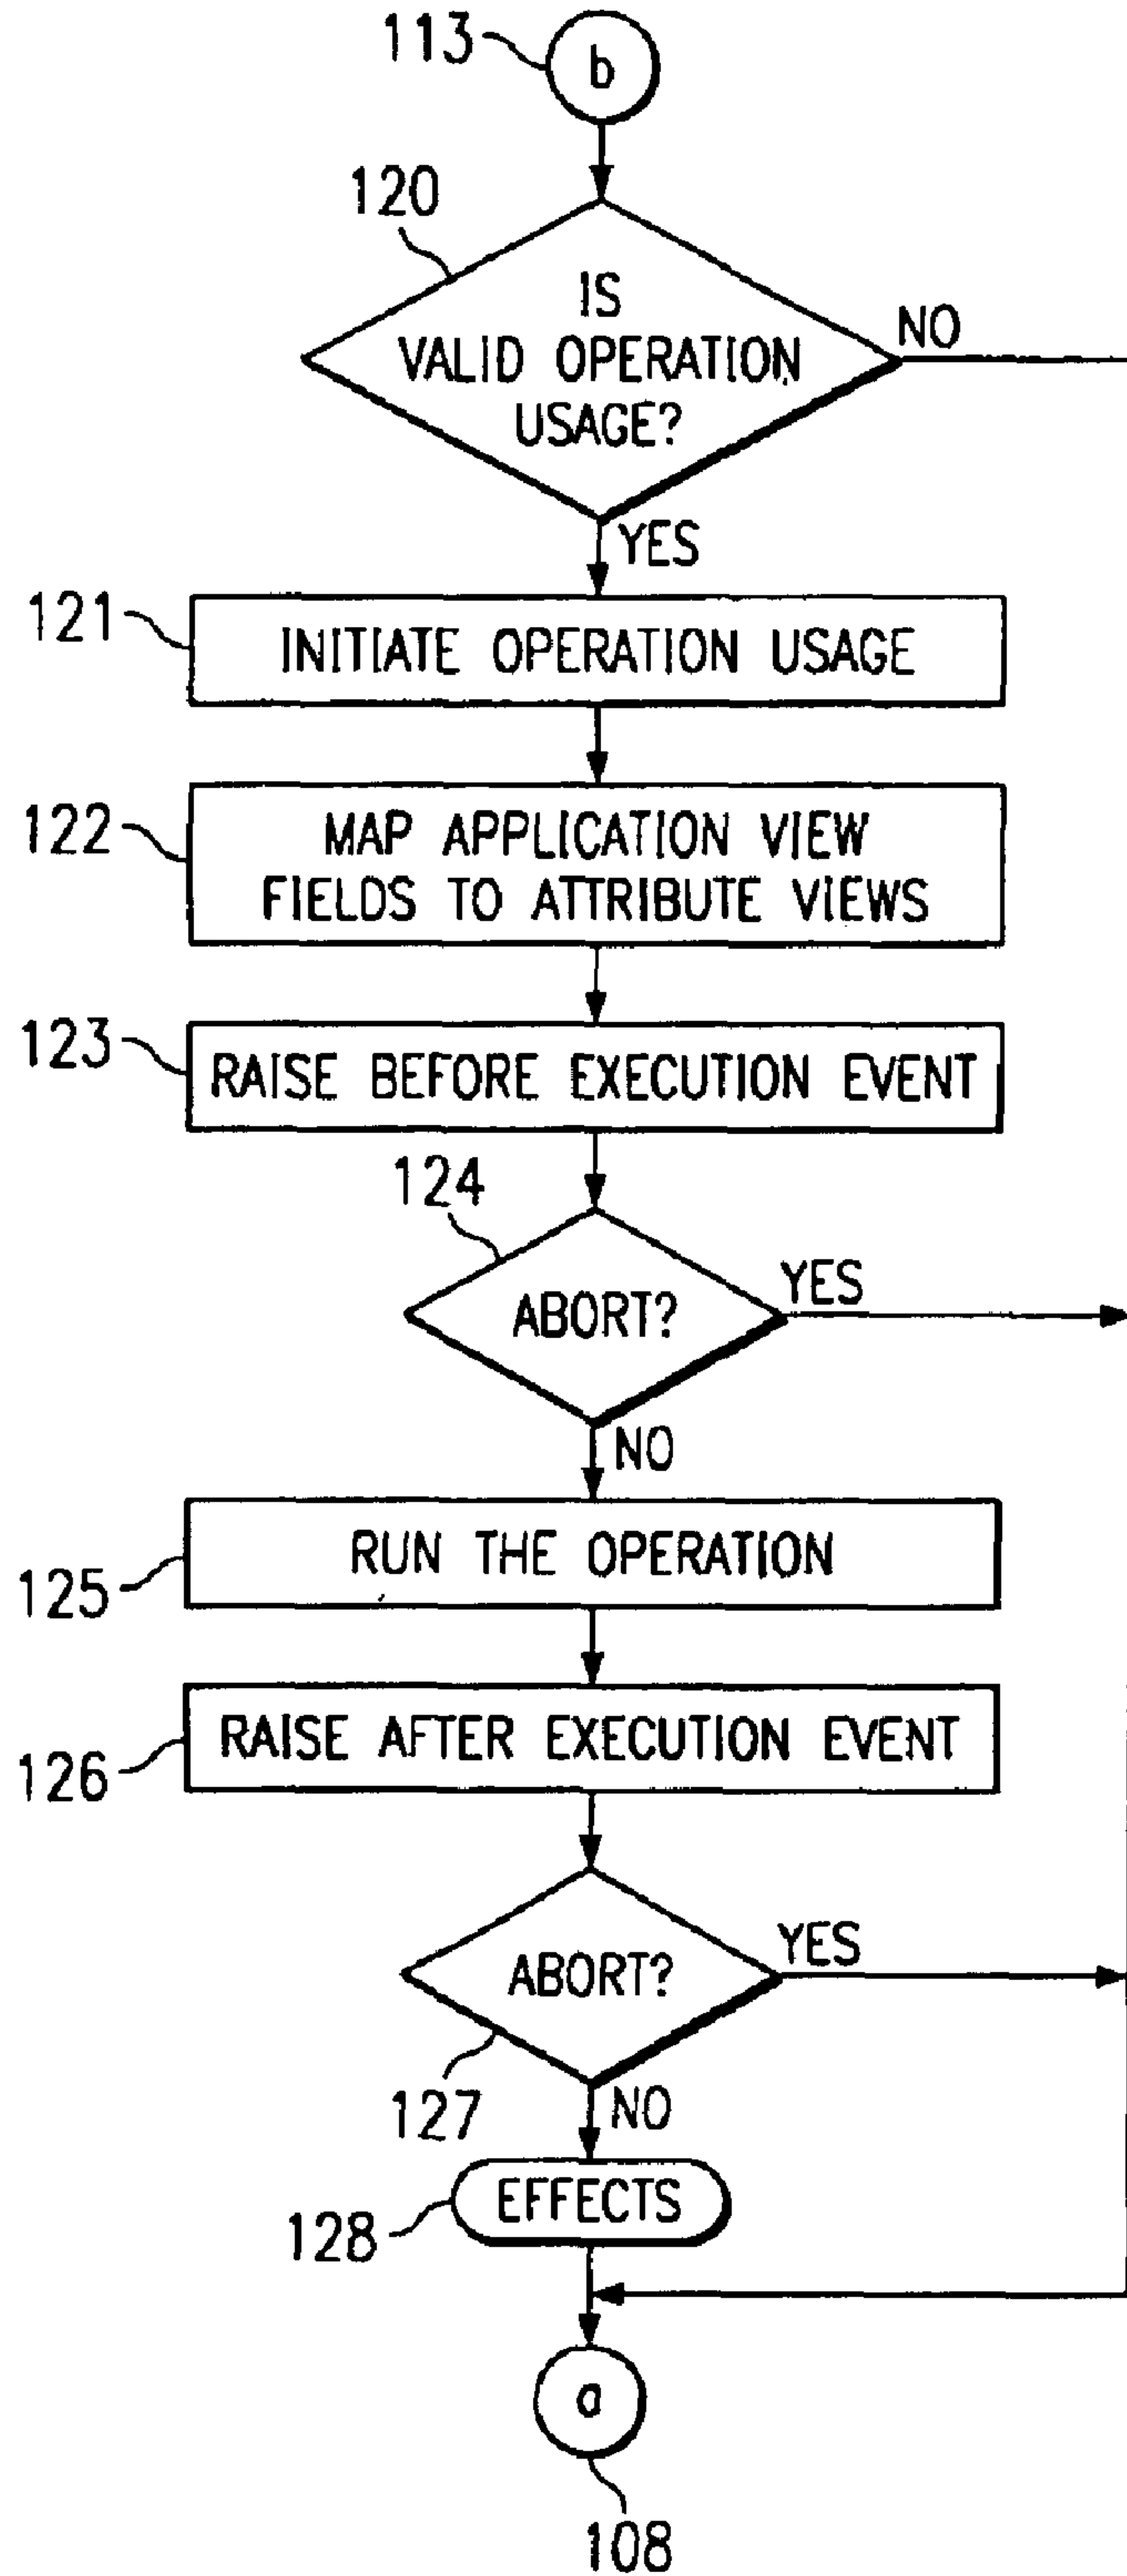 113
b
120
IS
VALID OPERATION
USAGE?
NO
YES
121
INITIATE OPERATION USAGE
122
MAP APPLICATION VIEW
FIELDS TO ATTRIBUTE VIEWS
123
RAISE BEFORE EXECUTION EVENT
124
ABORT?
YES
NO
125
RUN THE OPERATION
126
RAISE AFTER EXECUTION EVENT
ABORT?
YES
127
NO
128
EFFECTS
a
108